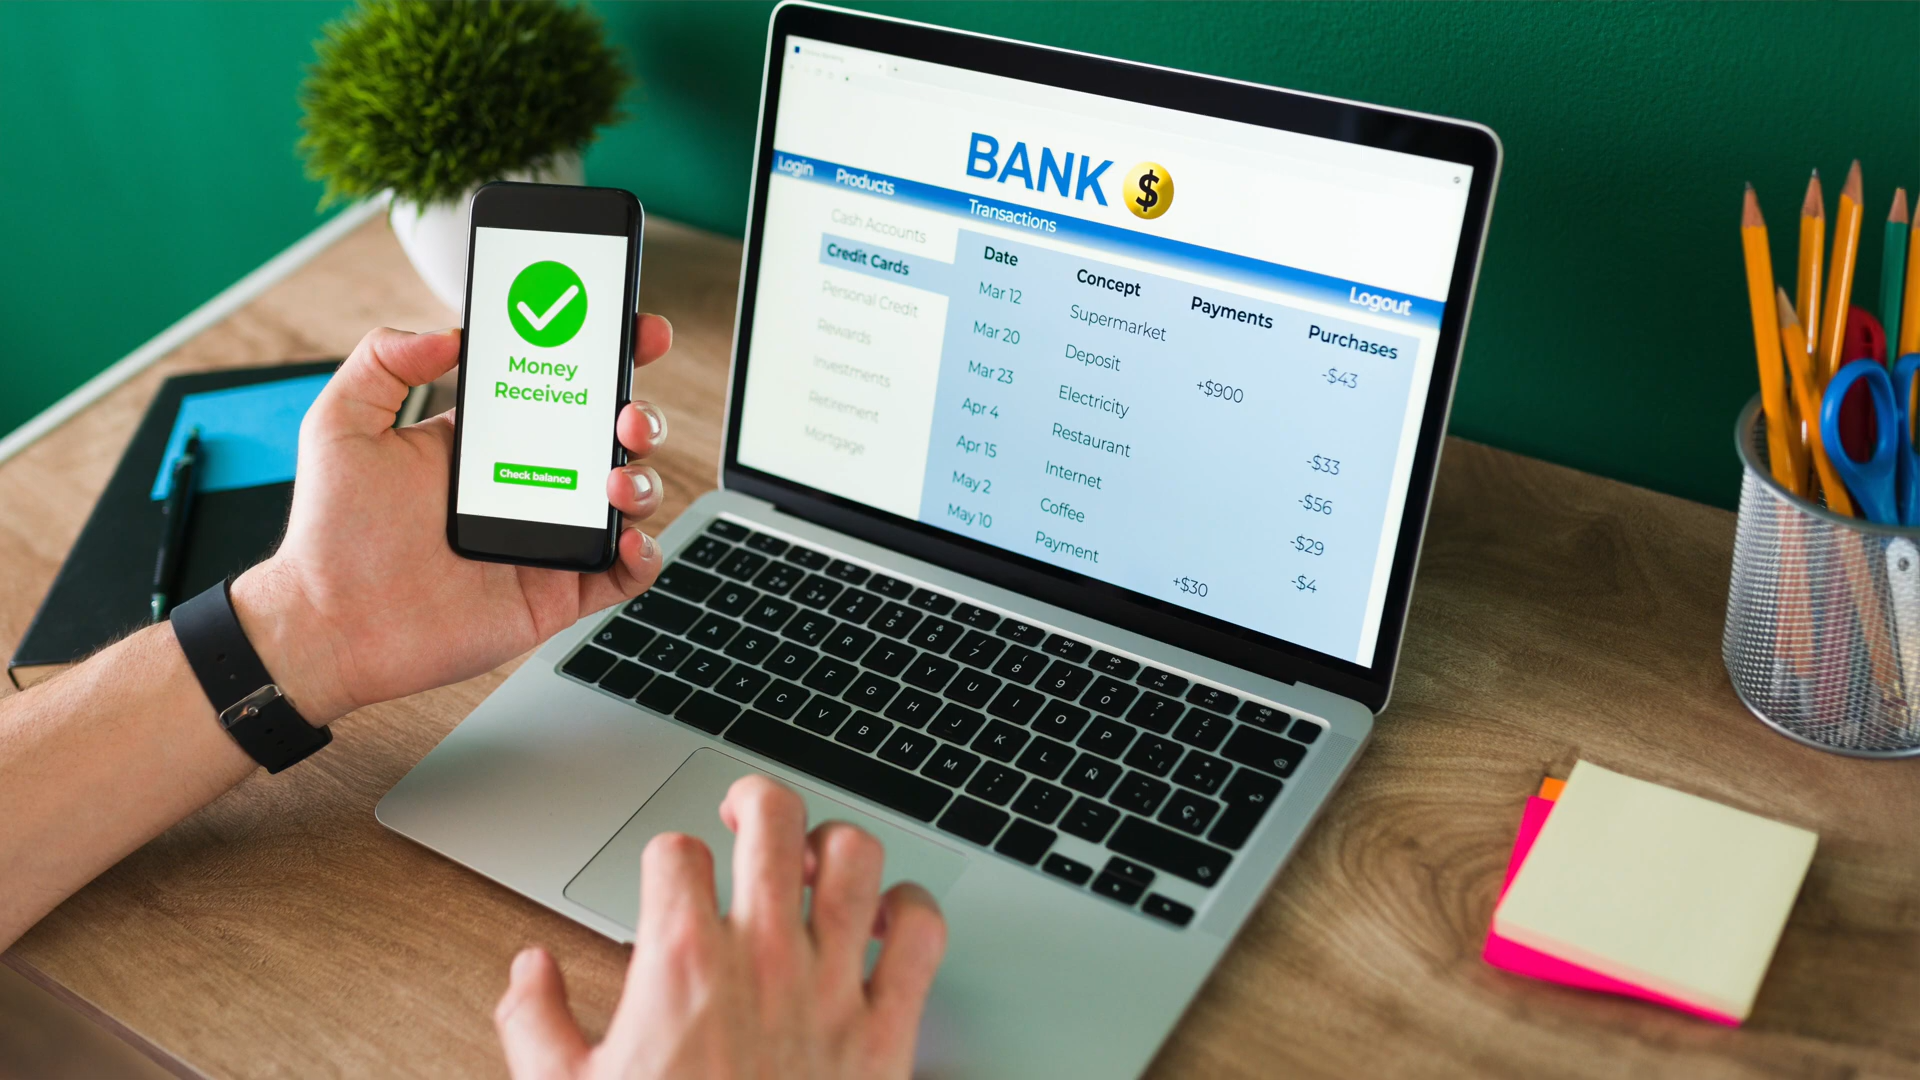 Money
Received
Check balance
BANK $
Login Products Transactions Logout
Cash Accounts
Credit Cards
Personal Credit
Rewards
Investments
Retirement
Mortgage
Date Concept Payments Purchases
Mar 12 Supermarket -$43
Mar 20 Deposit +$900
Mar 23 Electricity -$33
Apr 4 Restaurant -$56
Apr 15 Internet -$29
May 2 Coffee -$4
May 10 Payment +$30
Q W E R T Y U I O P
A S D F G H J K L Ñ
Z X C V B N M